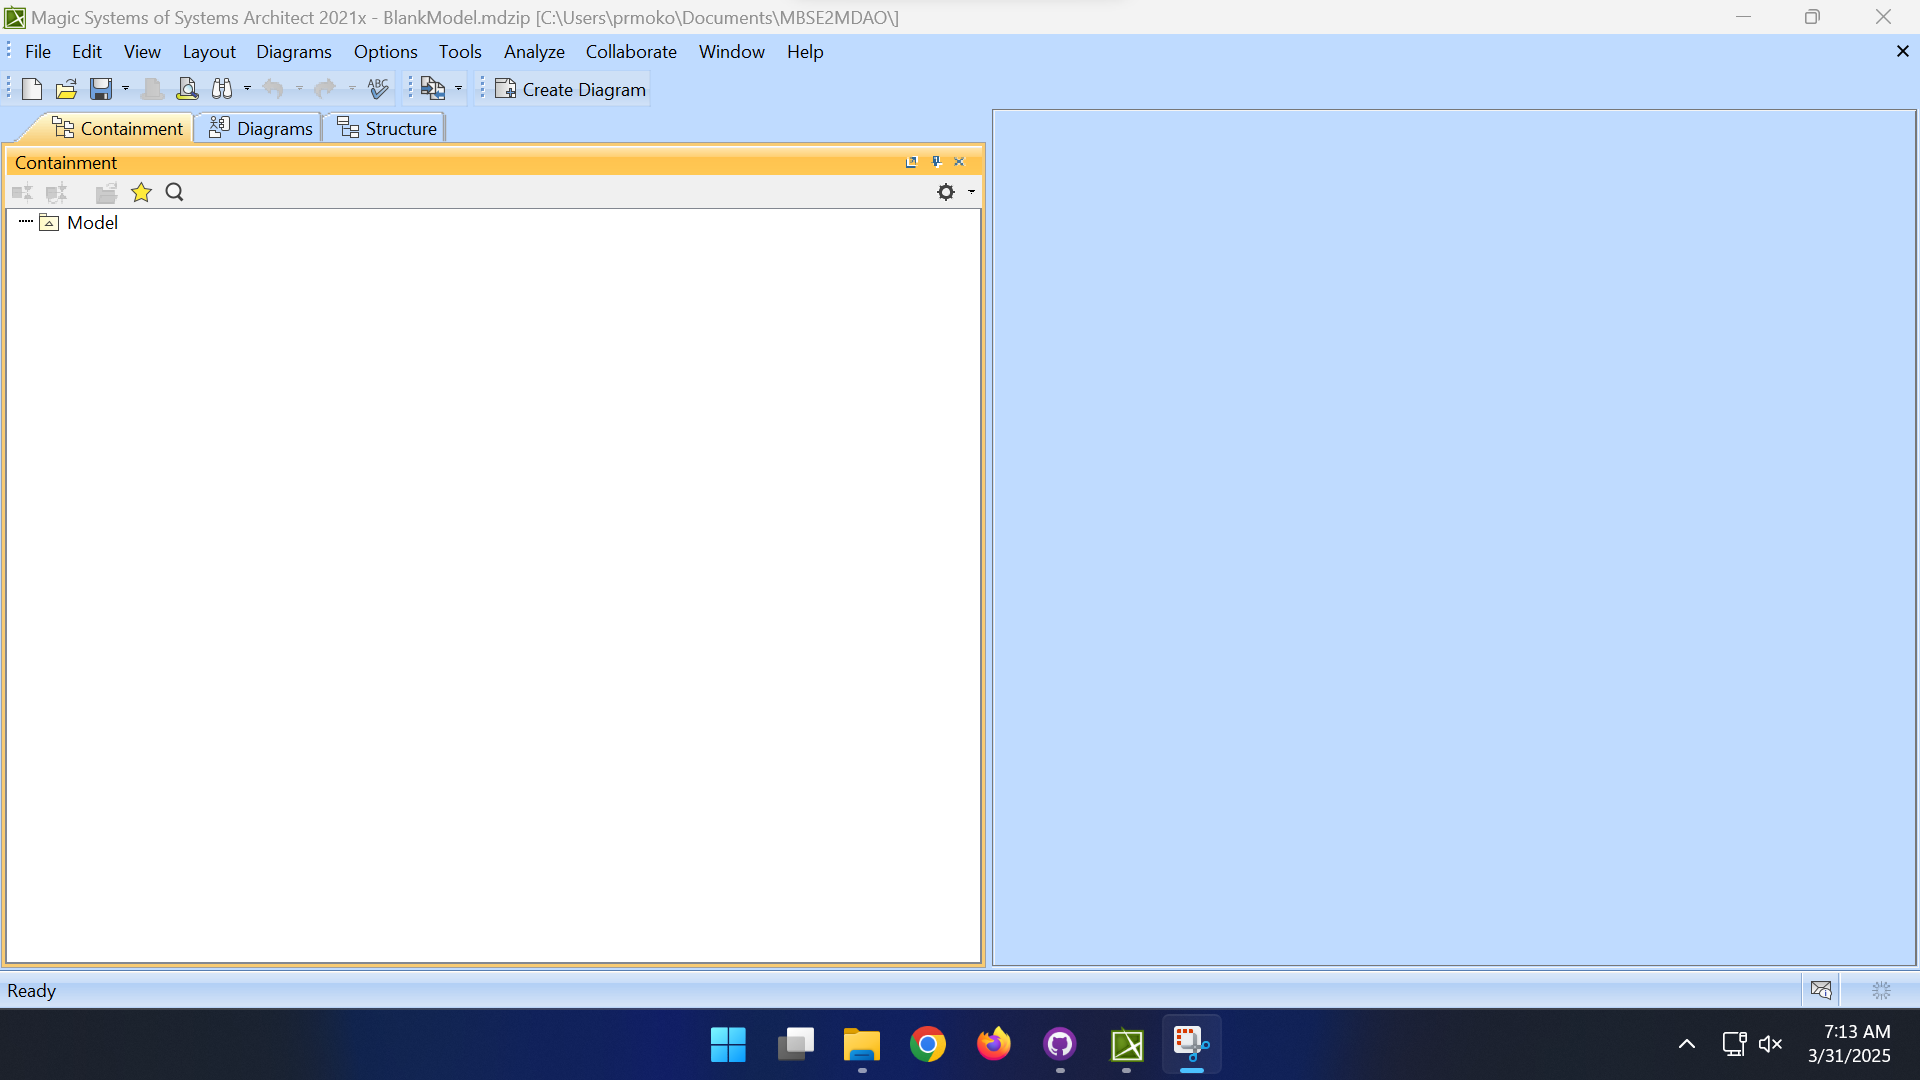 Magic Systems of Systems Architect 2021x - BlankModel.mdzip [C:\Users\prmoko\Documents\MBSE2MDAO\]
File Edit View Layout Diagrams Options Tools Analyze Collaborate Window Help
ABC Create Diagram
Containment Diagrams Structure
Containment
Model
Ready
7:13 AM
3/31/2025